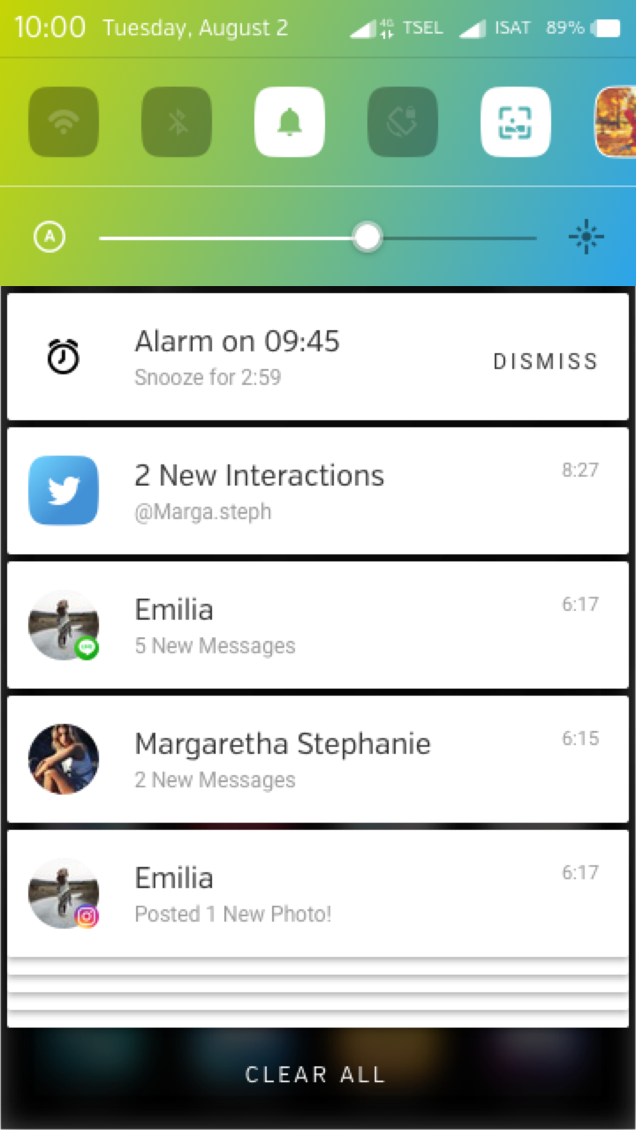 10:00 Tuesday, August 2 4G TSEL ISAT 89%
A
Alarm on 09:45
Snooze for 2:59
DISMISS
2 New Interactions
8:27
@Marga.steph
Emilia
6:17
5 New Messages
Margaretha Stephanie
6:15
2 New Messages
Emilia
6:17
Posted 1 New Photo!
CLEAR ALL